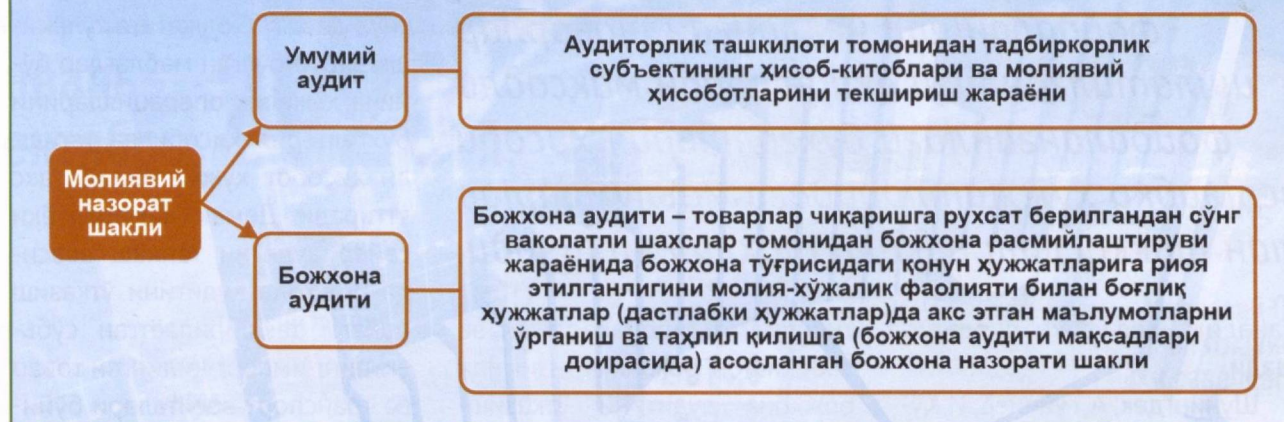 Молиявий
назорат
шакли
Умумий
аудит
Аудиторлик ташкилоти томонидан тадбиркорлик
субъектининг ҳисоб-китоблари ва молиявий
ҳисоботларини текшириш жараёни
Божхона
аудити
Божхона аудити – товарлар чиқаришга рухсат берилгандан сўнг
ваколатли шахслар томонидан божхона расмийлаштируви
жараёнида божхона тўғрисидаги қонун ҳужжатларига риоя
этилганлигини молия-хўжалик фаолияти билан боғлиқ
ҳужжатлар (дастлабки ҳужжатлар)да акс этган маълумотларни
ўрганиш ва таҳлил қилишга (божхона аудити мақсадлари
доирасида) асосланган божхона назорати шакли